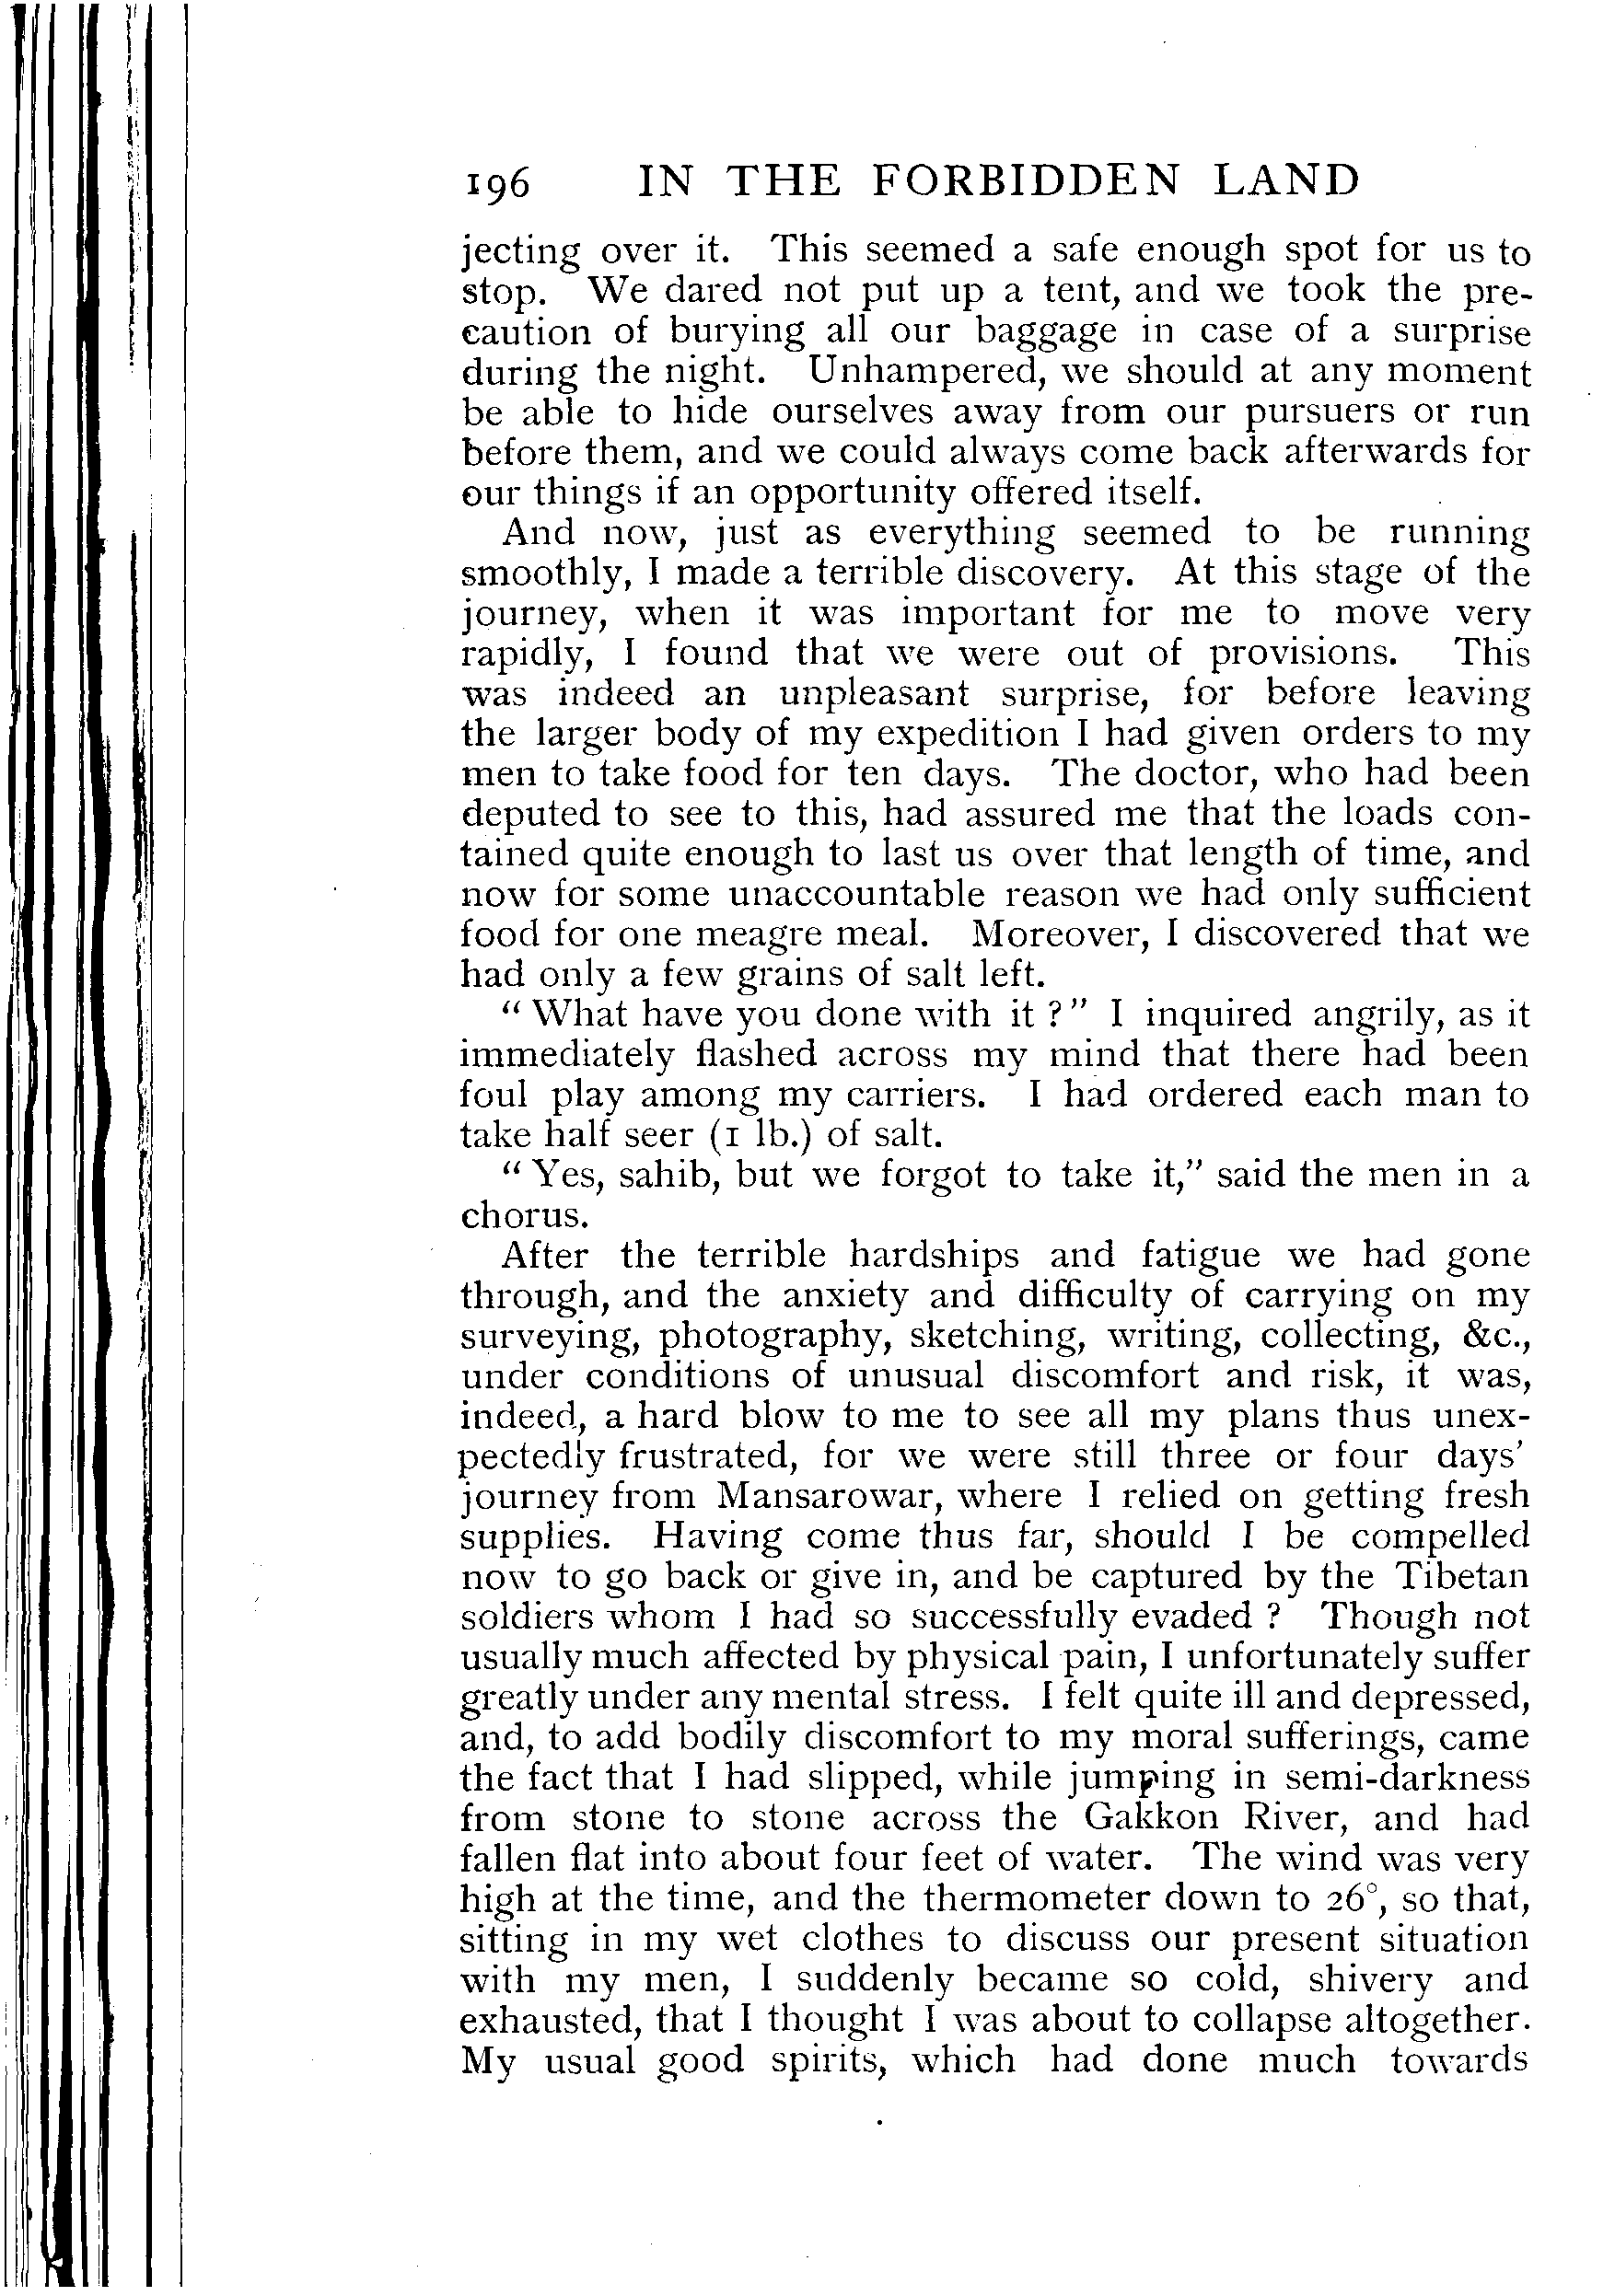 196 IN THE FORBIDDEN LAND
jecting over it. This seemed a safe enough spot for us to
stop. We dared not put up a tent, and we took the pre-
caution of burying all our baggage in case of a surprise
during the night. Unhampered, we should at any moment
be able to hide ourselves away from our pursuers or run
before them, and we could always come back afterwards for
our things if an opportunity offered itself.
And now, just as everything seemed to be running
smoothly, I made a terrible discovery. At this stage of the
journey, when it was important for me to move very
rapidly, I found that we were out of provisions. This
was indeed an unpleasant surprise, for before leaving
the larger body of my expedition I had given orders to my
men to take food for ten days. The doctor, who had been
deputed to see to this, had assured me that the loads con-
tained quite enough to last us over that length of time, and
now for some unaccountable reason we had only sufficient
food for one meagre meal. Moreover, I discovered that we
had only a few grains of salt left.
“ What have you done with it ? ” I inquired angrily, as it
immediately flashed across my mind that there had been
foul play among my carriers. I had ordered each man to
take half seer (1 lb.) of salt.
“ Yes, sahib, but we forgot to take it,” said the men in a
chorus.
After the terrible hardships and fatigue we had gone
through, and the anxiety and difficulty of carrying on my
surveying, photography, sketching, writing, collecting, &c.,
under conditions of unusual discomfort and risk, it was,
indeed, a hard blow to me to see all my plans thus unex-
pectedly frustrated, for we were still three or four days’
journey from Mansarowar, where I relied on getting fresh
supplies. Having come thus far, should I be compelled
now to go back or give in, and be captured by the Tibetan
soldiers whom I had so successfully evaded ? Though not
usually much affected by physical pain, I unfortunately suffer
greatly under any mental stress. I felt quite ill and depressed,
and, to add bodily discomfort to my moral sufferings, came
the fact that I had slipped, while jumping in semi-darkness
from stone to stone across the Gakkon River, and had
fallen flat into about four feet of water. The wind was very
high at the time, and the thermometer down to 26°, so that,
sitting in my wet clothes to discuss our present situation
with my men, I suddenly became so cold, shivery and
exhausted, that I thought I was about to collapse altogether.
My usual good spirits, which had done much towards